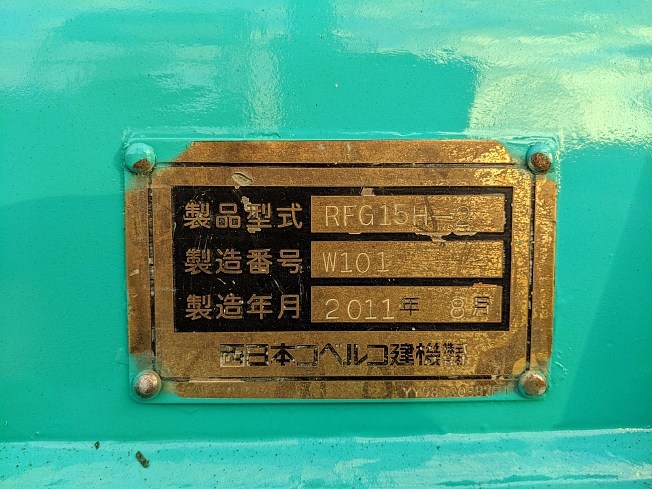 製品型式 RFG15H-2
製造番号 W101
製造年月 2011年 8月
西日本コベルコ建機㈱